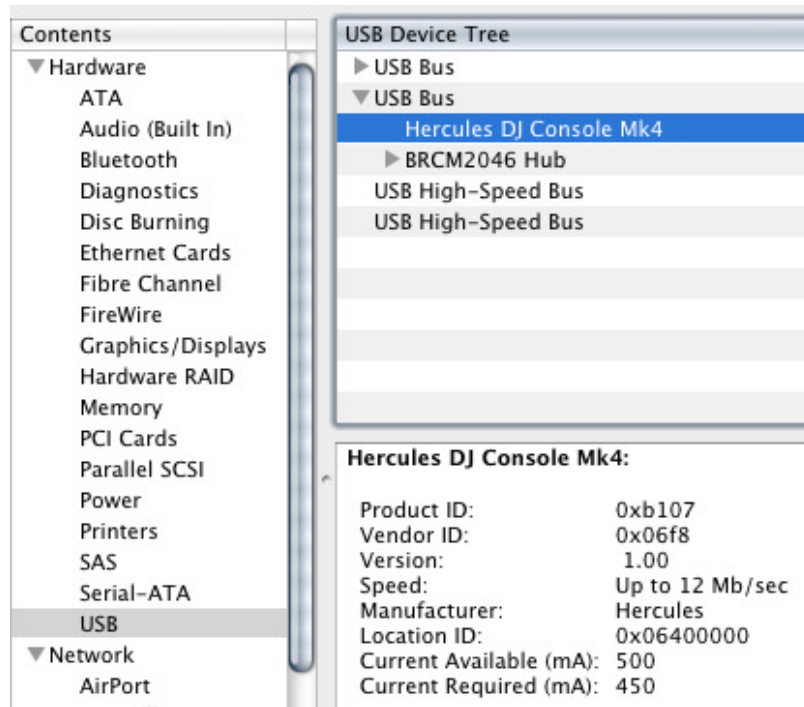 Contents
Hardware
ATA
Audio (Built In)
Bluetooth
Diagnostics
Disc Burning
Ethernet Cards
Fibre Channel
FireWire
Graphics/Displays
Hardware RAID
Memory
PCI Cards
Parallel SCSI
Power
Printers
SAS
Serial-ATA
USB
Network
AirPort
USB Device Tree
USB Bus
USB Bus
Hercules DJ Console Mk4
BRCM2046 Hub
USB High-Speed Bus
USB High-Speed Bus
Hercules DJ Console Mk4:
Product ID: 0xb107
Vendor ID: 0x06f8
Version: 1.00
Speed: Up to 12 Mb/sec
Manufacturer: Hercules
Location ID: 0x06400000
Current Available (mA): 500
Current Required (mA): 450